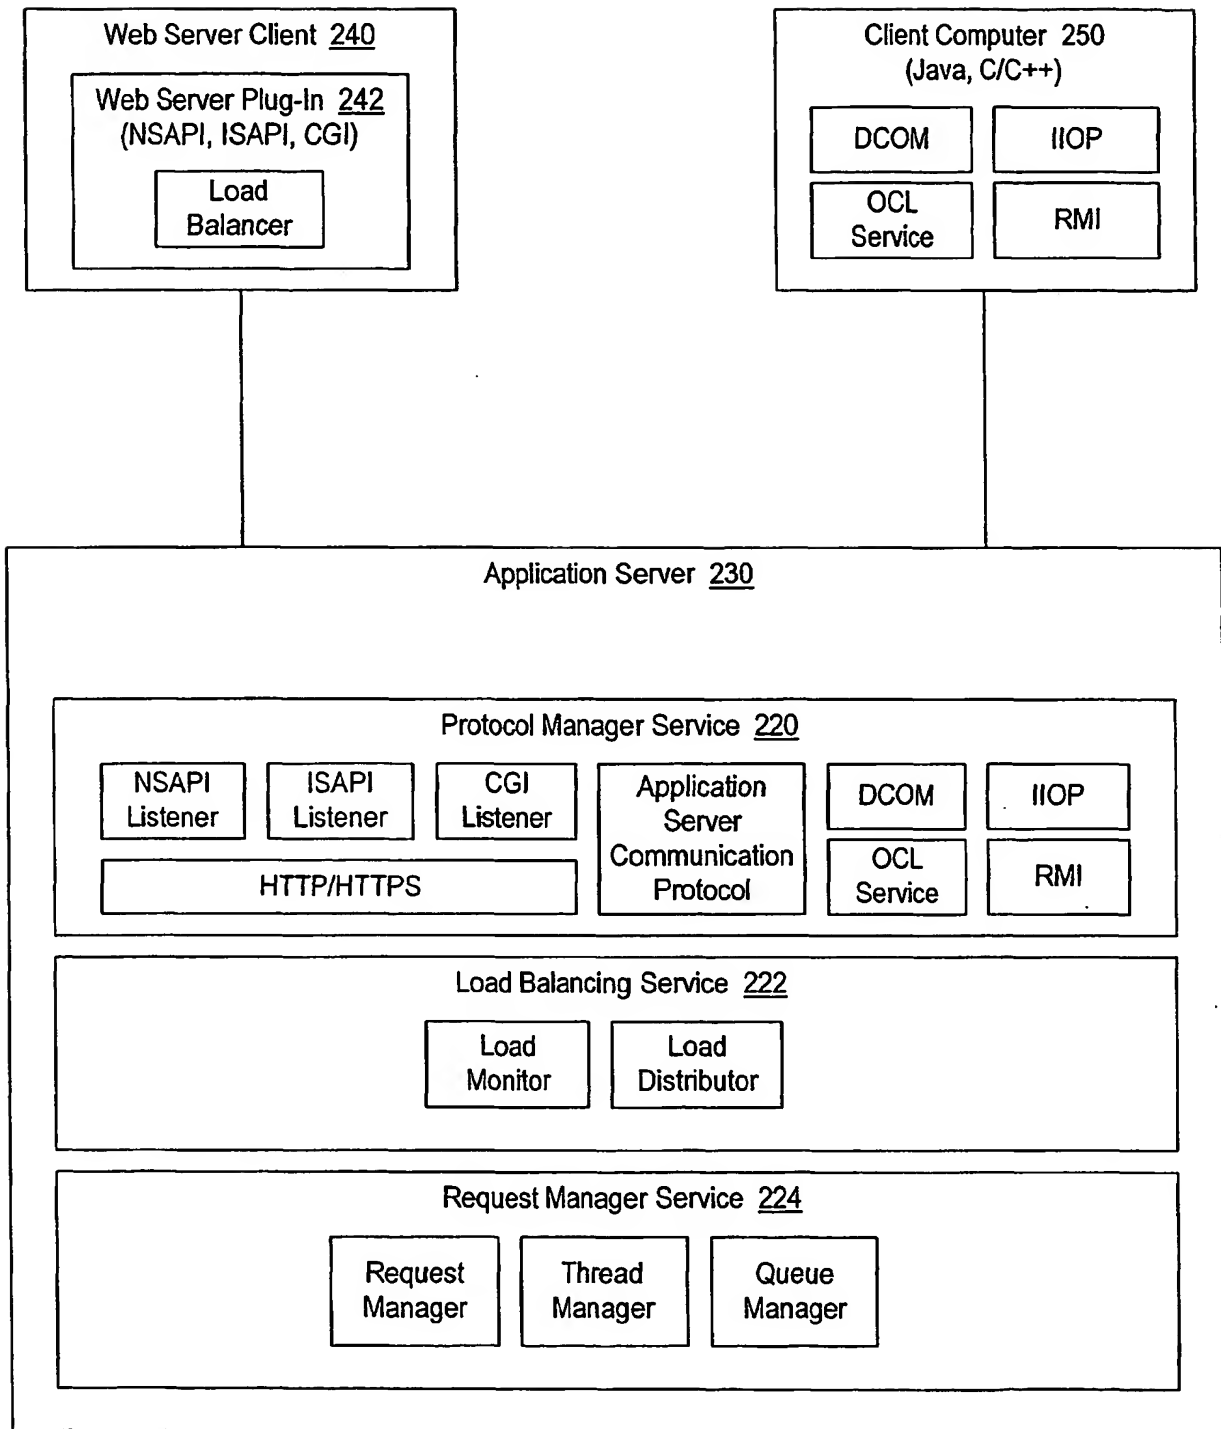 Web Server Client 240
Web Server Plug-In 242
(NSAPI, ISAPI, CGI)
Load
Balancer
Client Computer 250
(Java, C/C++)
DCOM
IIOP
OCL
Service
RMI
Application Server 230
Protocol Manager Service 220
NSAPI
Listener
ISAPI
Listener
CGI
Listener
HTTP/HTTPS
Application
Server
Communication
Protocol
DCOM
IIOP
OCL
Service
RMI
Load Balancing Service 222
Load
Monitor
Load
Distributor
Request Manager Service 224
Request
Manager
Thread
Manager
Queue
Manager